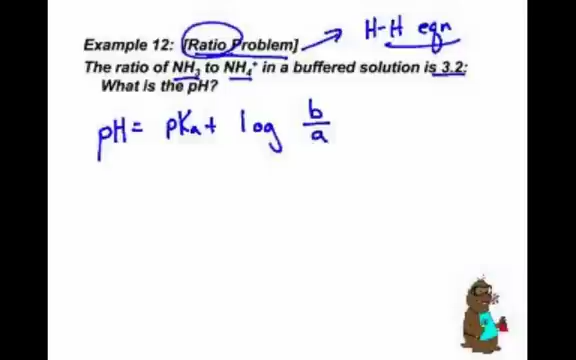 H-H eqn
Example 12: [Ratio Problem]
The ratio of NH₃ to NH₄⁺ in a buffered solution is 3.2:
What is the pH?
pH = pKa + log b/a